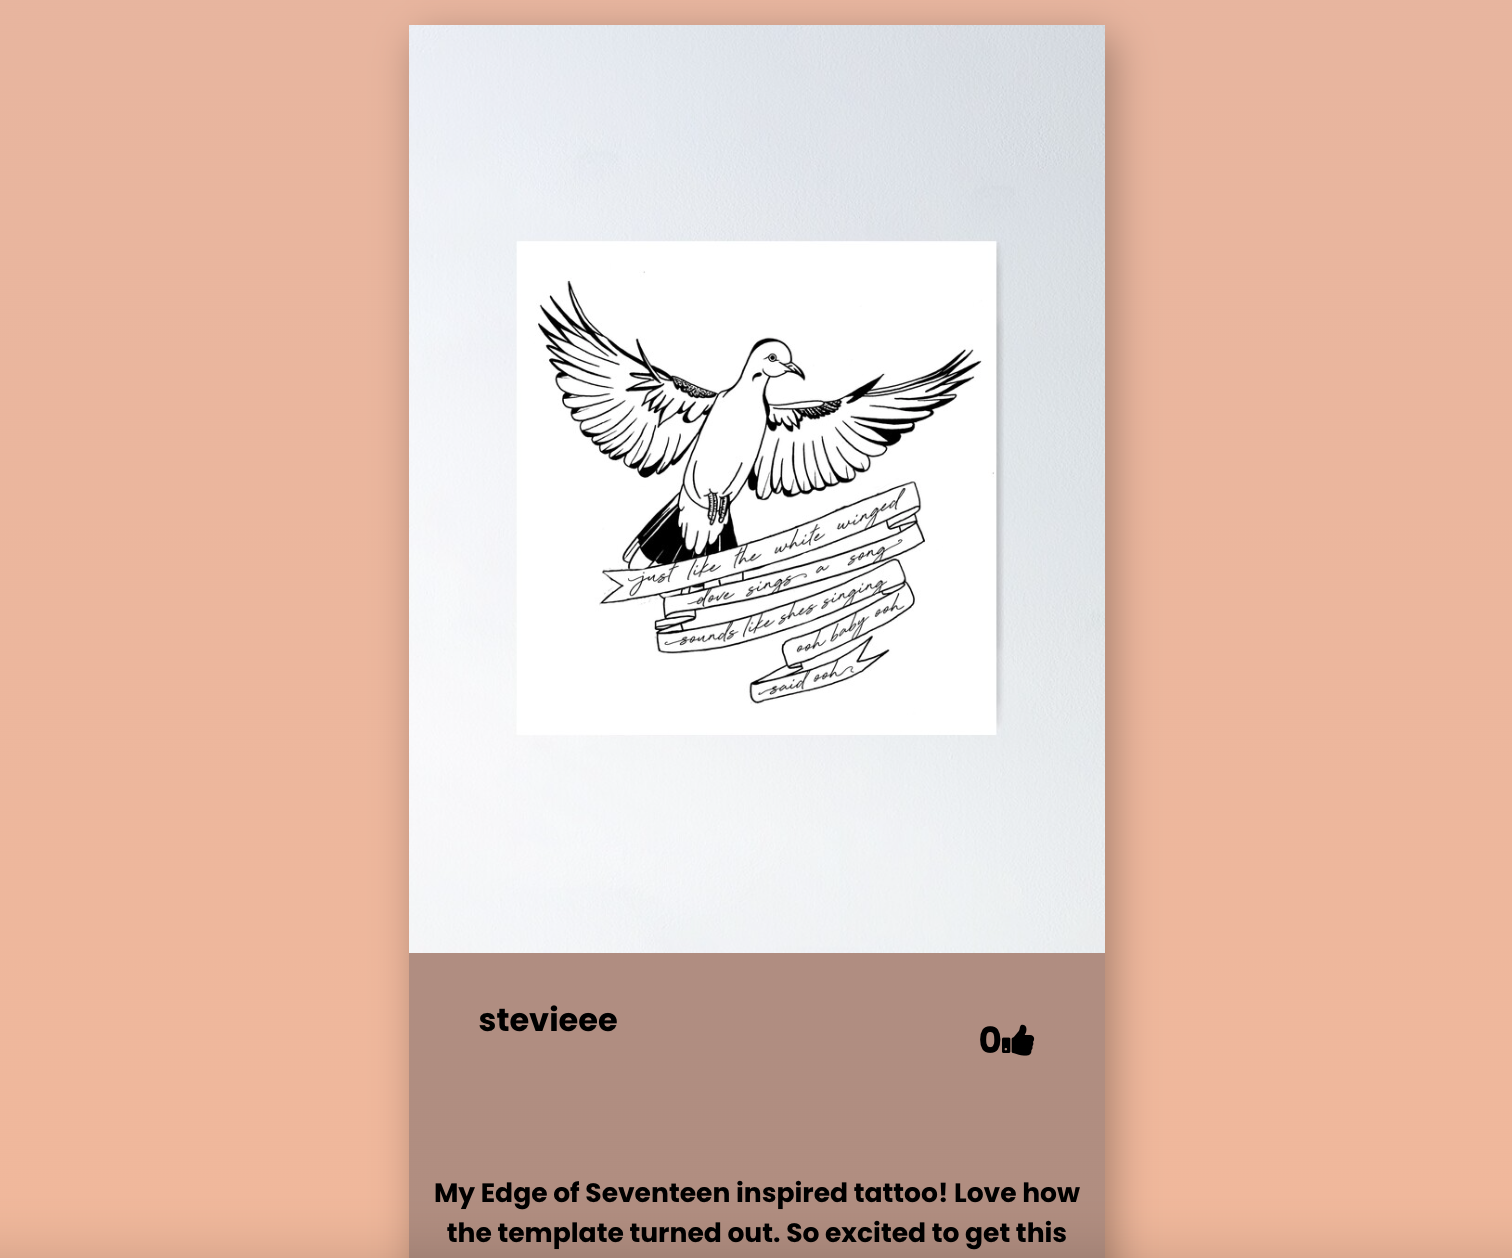 just like the white winged
dove sings a song
sounds like shes singing
ooh baby ooh
said ooh
stevieee
0
My Edge of Seventeen inspired tattoo! Love how
the template turned out. So excited to get this